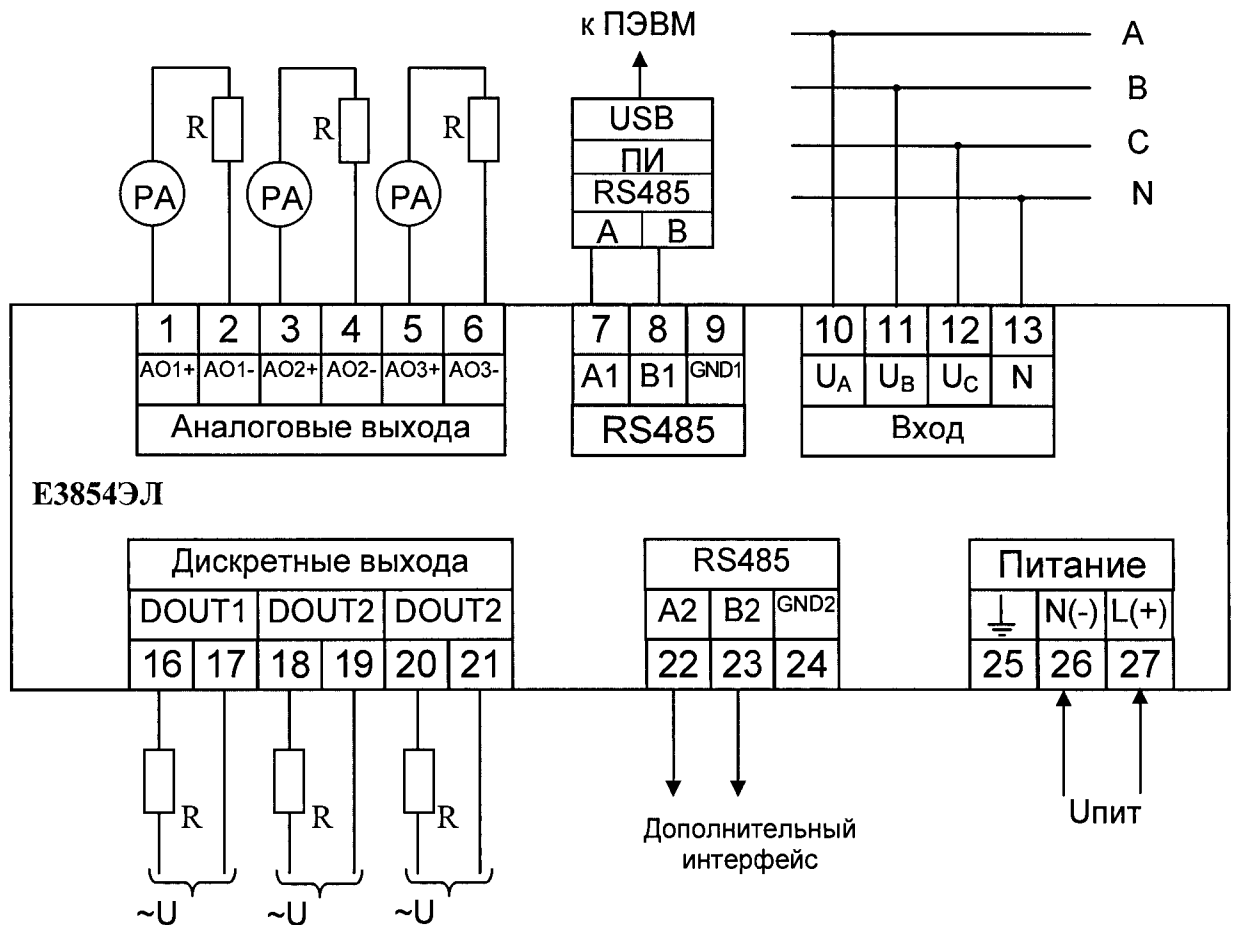 к ПЭВМ
A
B
C
N
R
R
R
PA
PA
PA
USB
ПИ
RS485
A B
1 2 3 4 5 6
AO1+ AO1- AO2+ AO2- AO3+ AO3-
Аналоговые выхода
7 8 9
A1 B1 GND1
RS485
10 11 12 13
UA UB UC N
Вход
Е3854ЭЛ
Дискретные выхода
DOUT1 DOUT2 DOUT2
16 17 18 19 20 21
RS485
A2 B2 GND2
22 23 24
Питание
N(-) L(+)
25 26 27
R
R
R
~U
~U
~U
Дополнительный
интерфейс
Uпит